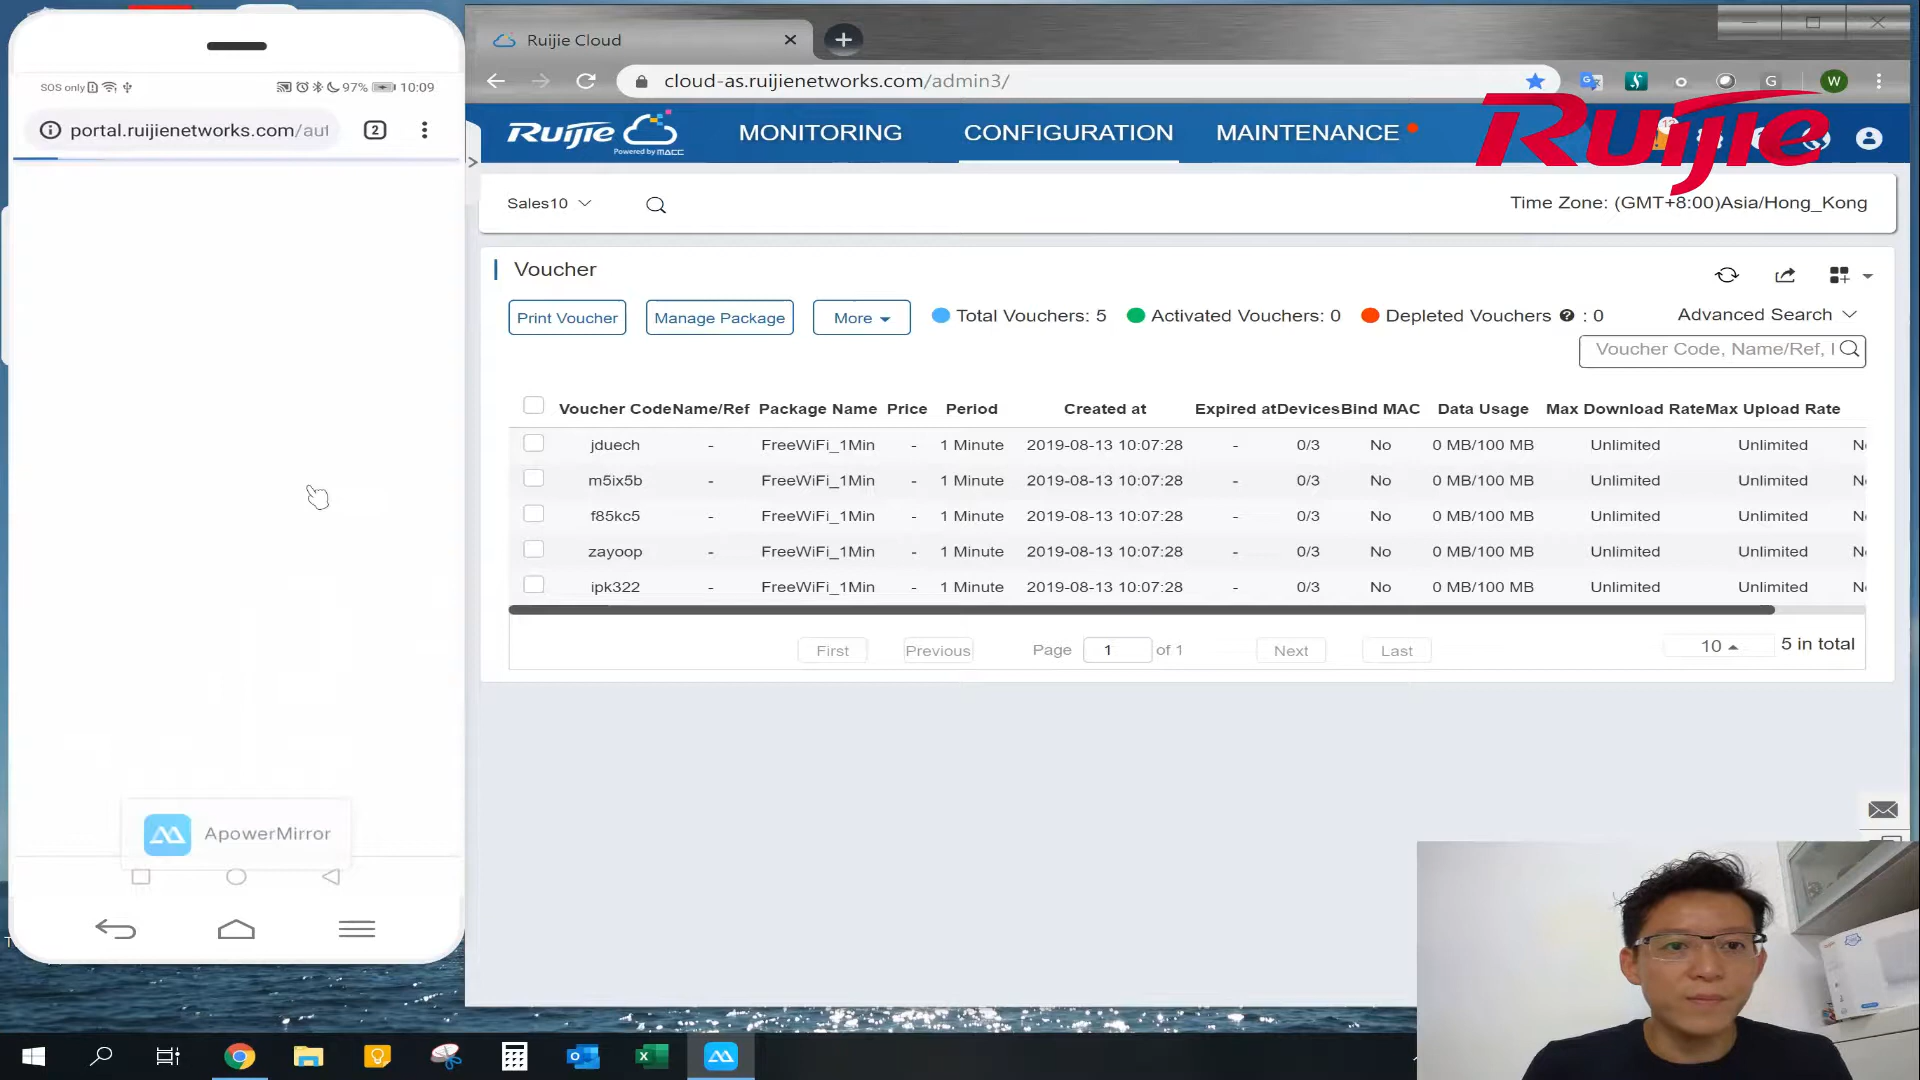 SOS only
97%
10:09
portal.ruijienetworks.com/aut
2
ApowerMirror
Ruijie Cloud
cloud-as.ruijienetworks.com/admin3/
G
W
Ruijie
Powered by MACC
MONITORING
CONFIGURATION
MAINTENANCE
Ruijie
Sales10
Time Zone: (GMT+8:00)Asia/Hong_Kong
Voucher
Print Voucher
Manage Package
More
Total Vouchers: 5
Activated Vouchers: 0
Depleted Vouchers ? : 0
Advanced Search
Voucher Code, Name/Ref, I
Voucher Code Name/Ref Package Name Price Period Created at Expired at Devices Bind MAC Data Usage Max Download Rate Max Upload Rate
jduech - FreeWiFi_1Min - 1 Minute 2019-08-13 10:07:28 - 0/3 No 0 MB/100 MB Unlimited Unlimited
m5ix5b - FreeWiFi_1Min - 1 Minute 2019-08-13 10:07:28 - 0/3 No 0 MB/100 MB Unlimited Unlimited
f85kc5 - FreeWiFi_1Min - 1 Minute 2019-08-13 10:07:28 - 0/3 No 0 MB/100 MB Unlimited Unlimited
zayoop - FreeWiFi_1Min - 1 Minute 2019-08-13 10:07:28 - 0/3 No 0 MB/100 MB Unlimited Unlimited
ipk322 - FreeWiFi_1Min - 1 Minute 2019-08-13 10:07:28 - 0/3 No 0 MB/100 MB Unlimited Unlimited
First
Previous
Page 1 of 1
Next
Last
10
5 in total